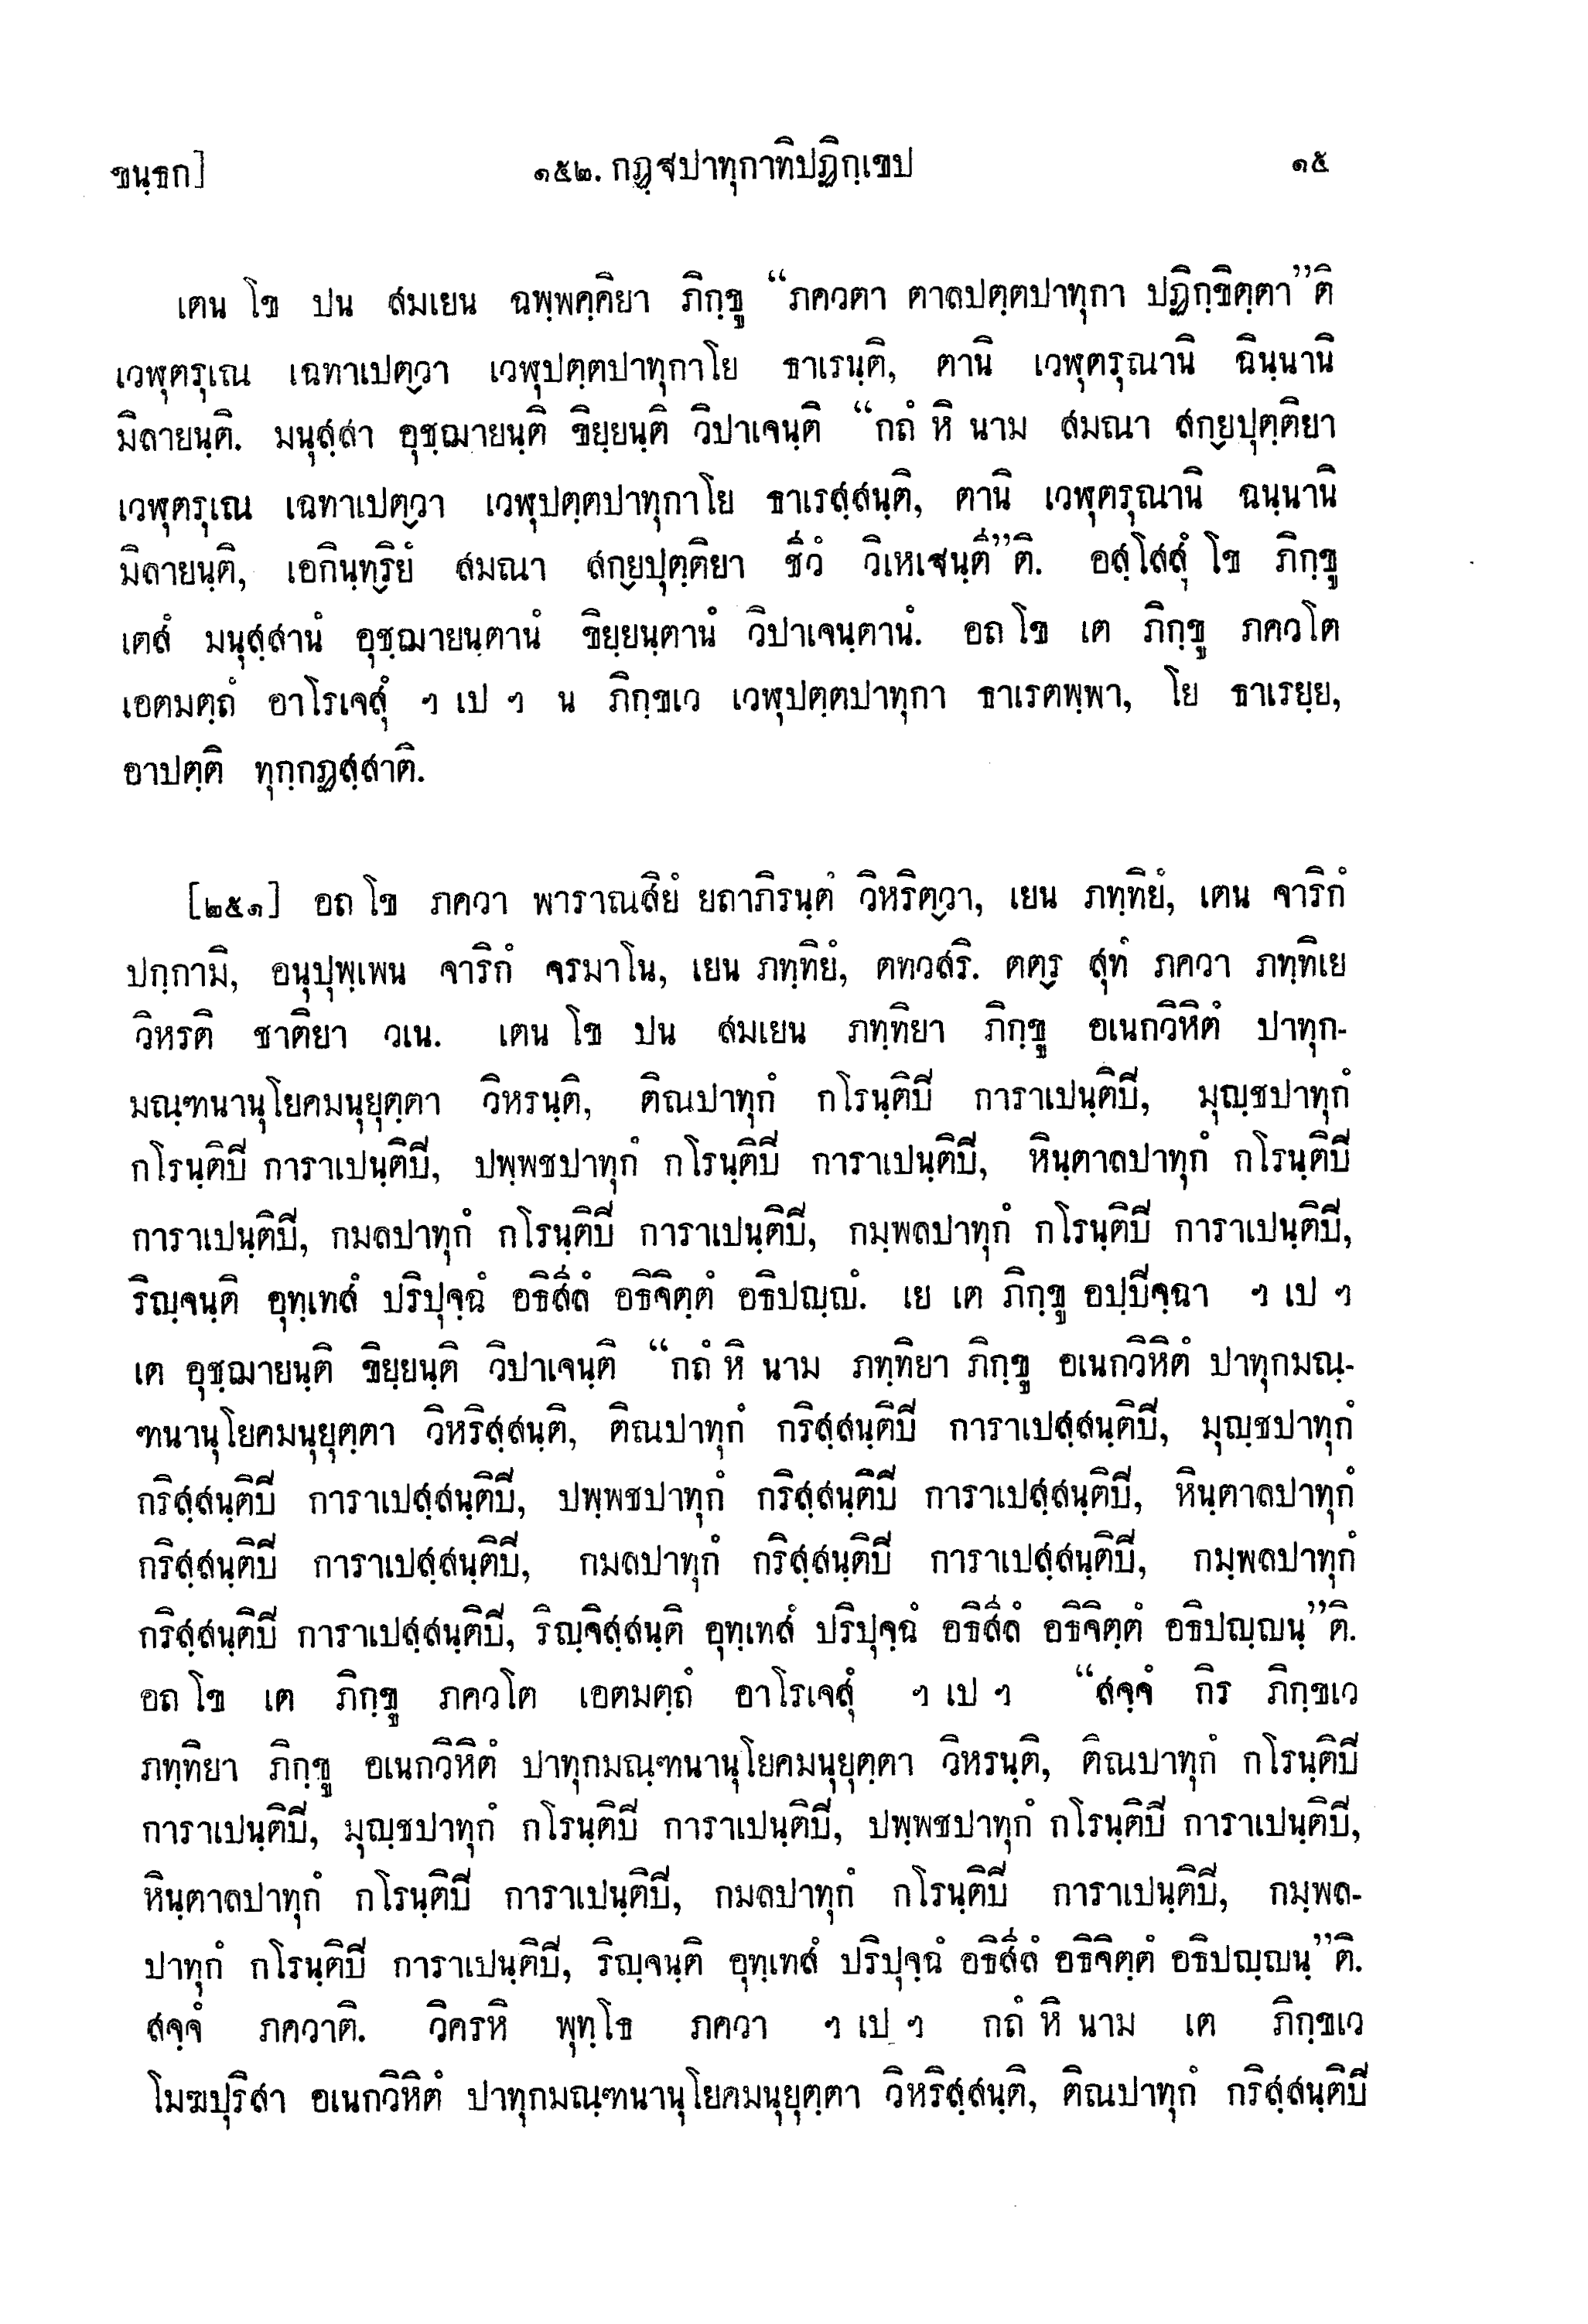 ขนฺธก]
๑๕๒. กฏฺฐปาทุกาทิปฏิกฺเขป
๑๕
เตน โข ปน สมเยน ฉพฺพคฺคิยา ภิกฺขู “ภควตา ตาลปตฺตปาทุกา ปฏิกฺขิตฺตา”ติ
เวฬุตรุเณ เฉทาเปตฺวา เวฬุปตฺตปาทุกาโย ธาเรนฺติ, ตานิ เวฬุตรุณานิ ฉินฺนานิ
มิลายนฺติ. มนุสฺสา อุชฺฌายนฺติ ขิยฺยนฺติ วิปาเจนฺติ “กถํ หิ นาม สมณา สกฺยปุตฺติยา
เวฬุตรุเณ เฉทาเปตฺวา เวฬุปตฺตปาทุกาโย ธาเรสฺสนฺติ, ตานิ เวฬุตรุณานิ ฉนฺนานิ
มิลายนฺติ, เอกินฺทฺริยํ สมณา สกฺยปุตฺติยา ชีวํ วิเหเฐนฺตี”ติ. อสฺโสสุํ โข ภิกฺขู
เตสํ มนุสฺสานํ อุชฺฌายนฺตานํ ขิยฺยนฺตานํ วิปาเจนฺตานํ. อถ โข เต ภิกฺขู ภควโต
เอตมตฺถํ อาโรเจสุํ ฯ เป ฯ น ภิกฺขเว เวฬุปตฺตปาทุกา ธาเรตพฺพา, โย ธาเรยฺย,
อาปตฺติ ทุกฺกฏสฺสาติ.
[๒๕๑] อถ โข ภควา พาราณสิยํ ยถาภิรนฺตํ วิหริตฺวา, เยน ภทฺทิยํ, เตน จาริกํ
ปกฺกามิ, อนุปุพฺเพน จาริกํ จรมาโน, เยน ภทฺทิยํ, ตทวสริ. ตตฺร สุทํ ภควา ภทฺทิเย
วิหรติ ชาติยา วเน. เตน โข ปน สมเยน ภทฺทิยา ภิกฺขู อเนกวิหิตํ ปาทุก-
มณฺฑนานุโยคมนุยุตฺตา วิหรนฺติ, ติณปาทุกํ กโรนฺติปี การาเปนฺติปี, มุญฺชปาทุกํ
กโรนฺติปี การาเปนฺติปี, ปพฺพชปาทุกํ กโรนฺติปี การาเปนฺติปี, หินฺตาลปาทุกํ กโรนฺติปี
การาเปนฺติปี, กมลปาทุกํ กโรนฺติปี การาเปนฺติปี, กมฺพลปาทุกํ กโรนฺติปี การาเปนฺติปี,
ริญฺจนฺติ อุทฺเทสํ ปริปุจฺฉํ อธิสีลํ อธิจิตฺตํ อธิปญฺญํ. เย เต ภิกฺขู อปฺปิจฺฉา ฯ เป ฯ
เต อุชฺฌายนฺติ ขิยฺยนฺติ วิปาเจนฺติ “กถํ หิ นาม ภทฺทิยา ภิกฺขู อเนกวิหิตํ ปาทุกมณฺ-
ฑนานุโยคมนุยุตฺตา วิหริสฺสนฺติ, ติณปาทุกํ กริสฺสนฺติปี การาเปสฺสนฺติปี, มุญฺชปาทุกํ
กริสฺสนฺติปี การาเปสฺสนฺติปี, ปพฺพชปาทุกํ กริสฺสนฺติปี การาเปสฺสนฺติปี, หินฺตาลปาทุกํ
กริสฺสนฺติปี การาเปสฺสนฺติปี, กมลปาทุกํ กริสฺสนฺติปี การาเปสฺสนฺติปี, กมฺพลปาทุกํ
กริสฺสนฺติปี การาเปสฺสนฺติปี, ริญฺจิสฺสนฺติ อุทฺเทสํ ปริปุจฺฉํ อธิสีลํ อธิจิตฺตํ อธิปญฺญนฺ”ติ.
อถ โข เต ภิกฺขู ภควโต เอตมตฺถํ อาโรเจสุํ ฯ เป ฯ “สจฺจํ กิร ภิกฺขเว
ภทฺทิยา ภิกฺขู อเนกวิหิตํ ปาทุกมณฺฑนานุโยคมนุยุตฺตา วิหรนฺติ, ติณปาทุกํ กโรนฺติปี
การาเปนฺติปี, มุญฺชปาทุกํ กโรนฺติปี การาเปนฺติปี, ปพฺพชปาทุกํ กโรนฺติปี การาเปนฺติปี,
หินฺตาลปาทุกํ กโรนฺติปี การาเปนฺติปี, กมลปาทุกํ กโรนฺติปี การาเปนฺติปี, กมฺพล-
ปาทุกํ กโรนฺติปี การาเปนฺติปี, ริญฺจนฺติ อุทฺเทสํ ปริปุจฺฉํ อธิสีลํ อธิจิตฺตํ อธิปญฺญนฺ”ติ.
สจฺจํ ภควาติ. วิครหิ พุทฺโธ ภควา ฯ เป ฯ กถํ หิ นาม เต ภิกฺขเว
โมฆปุริสา อเนกวิหิตํ ปาทุกมณฺฑนานุโยคมนุยุตฺตา วิหริสฺสนฺติ, ติณปาทุกํ กริสฺสนฺติปี